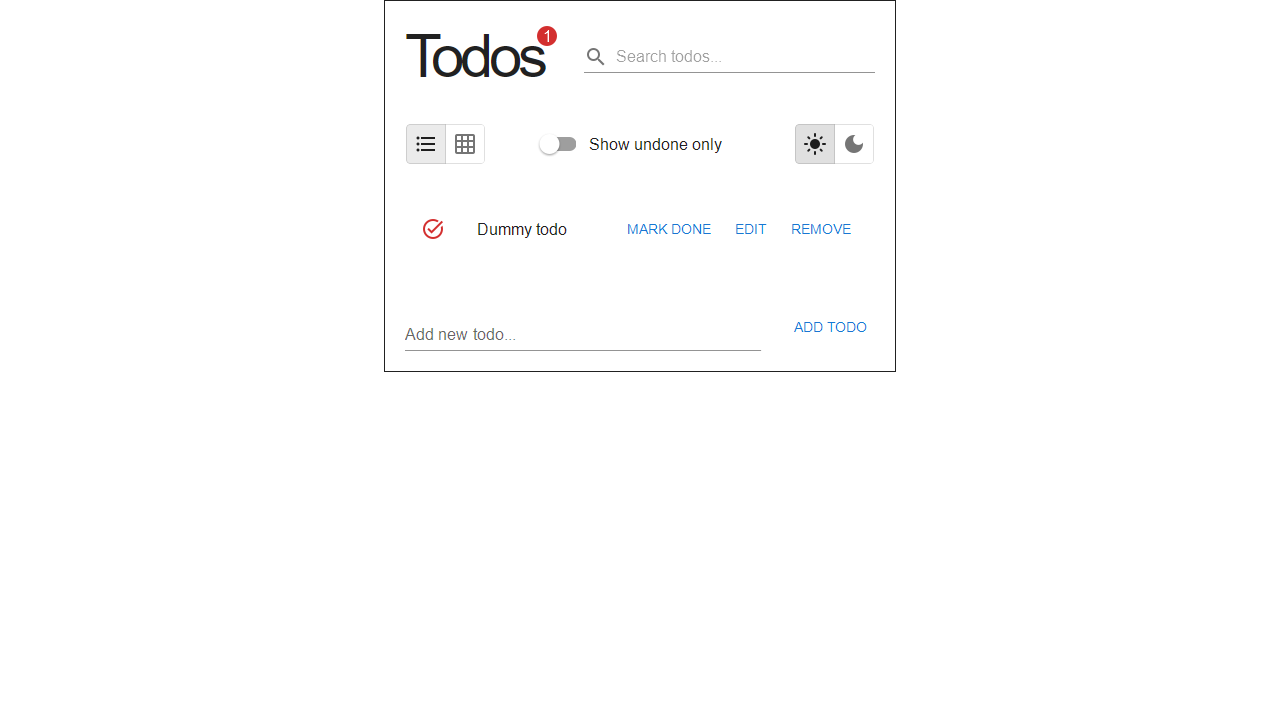 Todos 1
Search todos...
Show undone only
Dummy todo MARK DONE EDIT REMOVE
Add new todo... ADD TODO